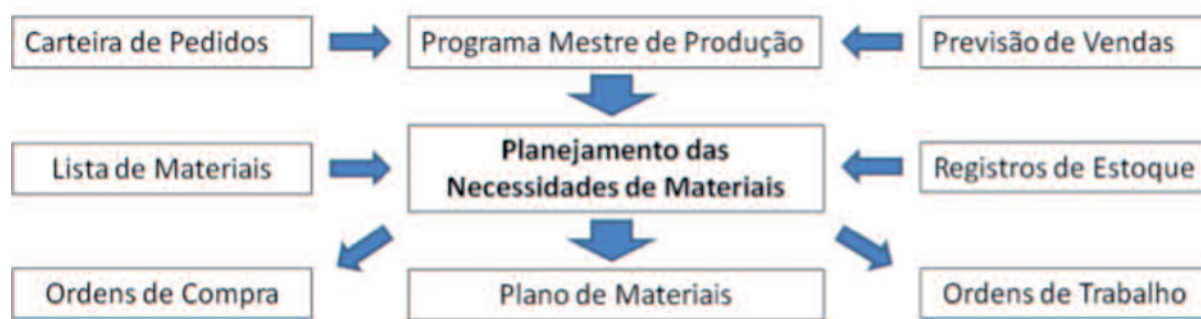 Carteira de Pedidos
Programa Mestre de Produção
Previsão de Vendas
Lista de Materiais
Planejamento das
Necessidades de Materiais
Registros de Estoque
Ordens de Compra
Plano de Materiais
Ordens de Trabalho